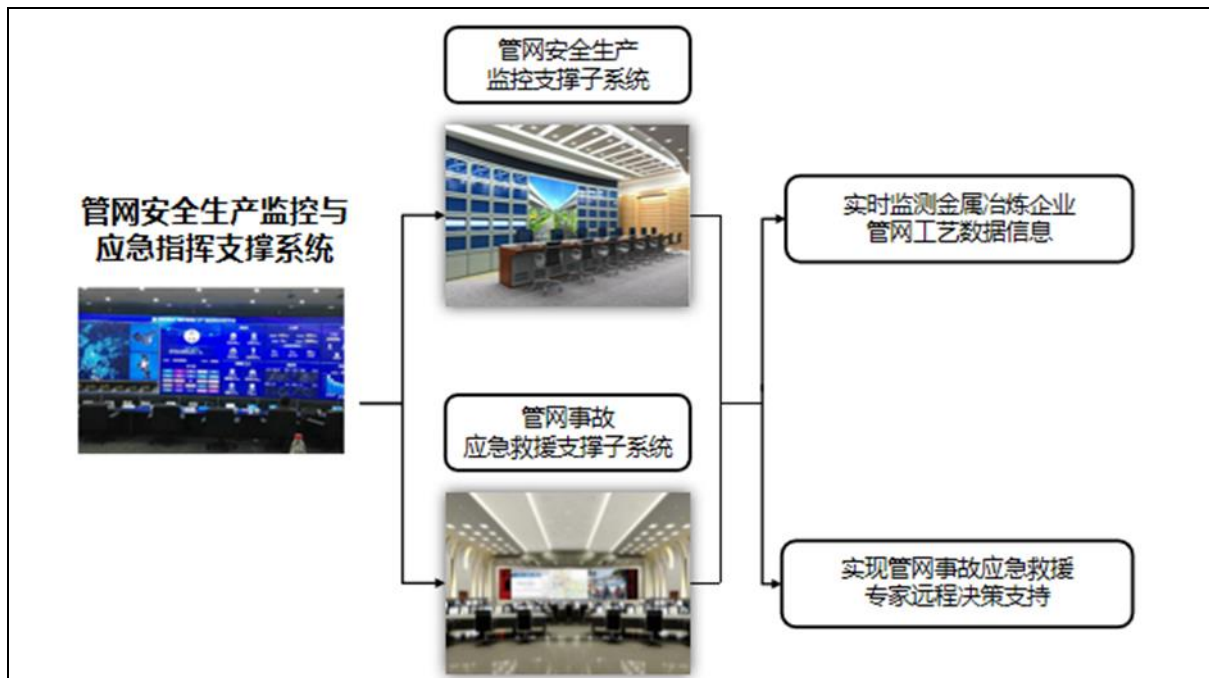 管网安全生产
监控支撑子系统
管网安全生产监控与
应急指挥支撑系统
实时监测金属冶炼企业
管网工艺数据信息
管网事故
应急救援支撑子系统
实现管网事故应急救援
专家远程决策支持